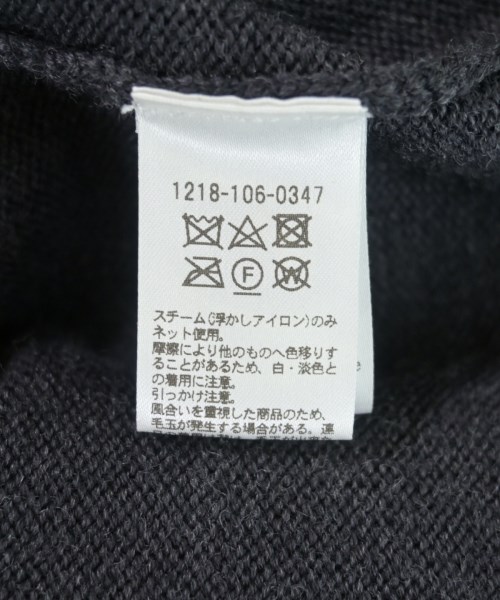 1218-106-0347
F
W
スチーム(浮かしアイロン)のみ
ネット使用。
摩擦により他のものへ色移りす
ることがあるため、白・淡色と
の着用に注意。
引っかけ注意。
風合いを重視した商品のため、
毛玉が発生する場合がある。連
e